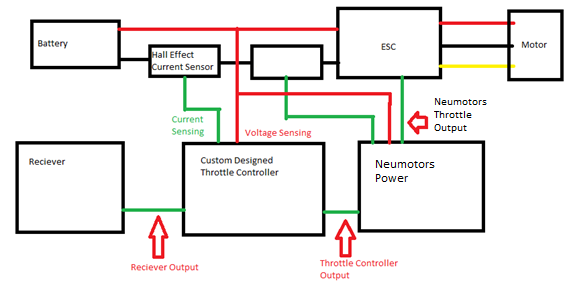 Battery
Hall Effect
Current Sensor
ESC
Motor
Current
Sensing
Voltage Sensing
Neumotors
Throttle
Output
Reciever
Custom Designed
Throttle Controller
Neumotors
Power
Reciever Output
Throttle Controller
Output